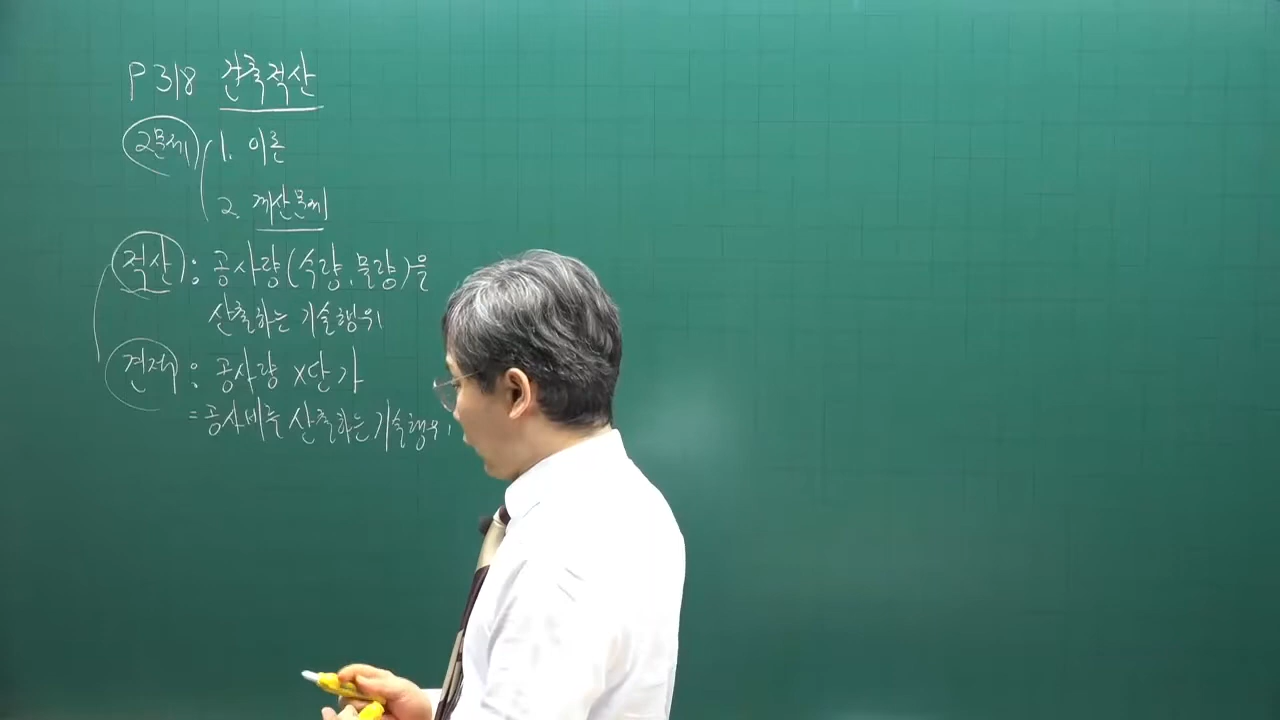 P 318 건축적산
2문제
1. 이론
2. 계산문제
적산 : 공사량(수량, 물량)을
산출하는 기술행위
견적 : 공사량 x단가
= 공사비를 산출하는 기술행위